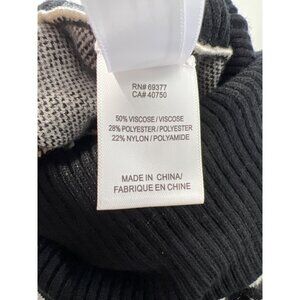 RN# 69377
CA# 40750
50% VISCOSE / VISCOSE
28% POLYESTER / POLYESTER
22% NYLON / POLYAMIDE
MADE IN CHINA/
FABRIQUE EN CHINE